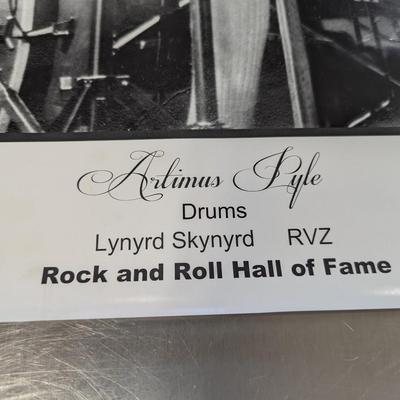 Artimus Pyle
Drums
Lynyrd Skynyrd RVZ
Rock and Roll Hall of Fame